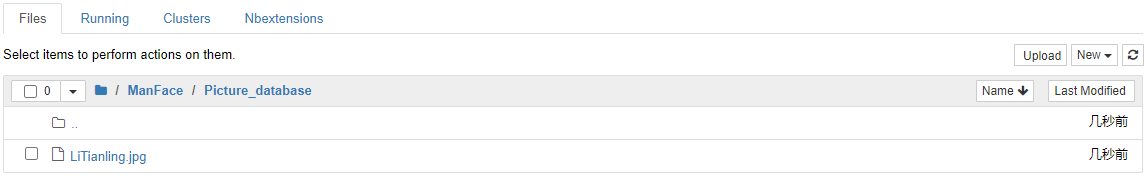 Files Running Clusters Nbextensions
Select items to perform actions on them. Upload New
0 / ManFace / Picture_database Name Last Modified
.. 几秒前
LiTianling.jpg 几秒前